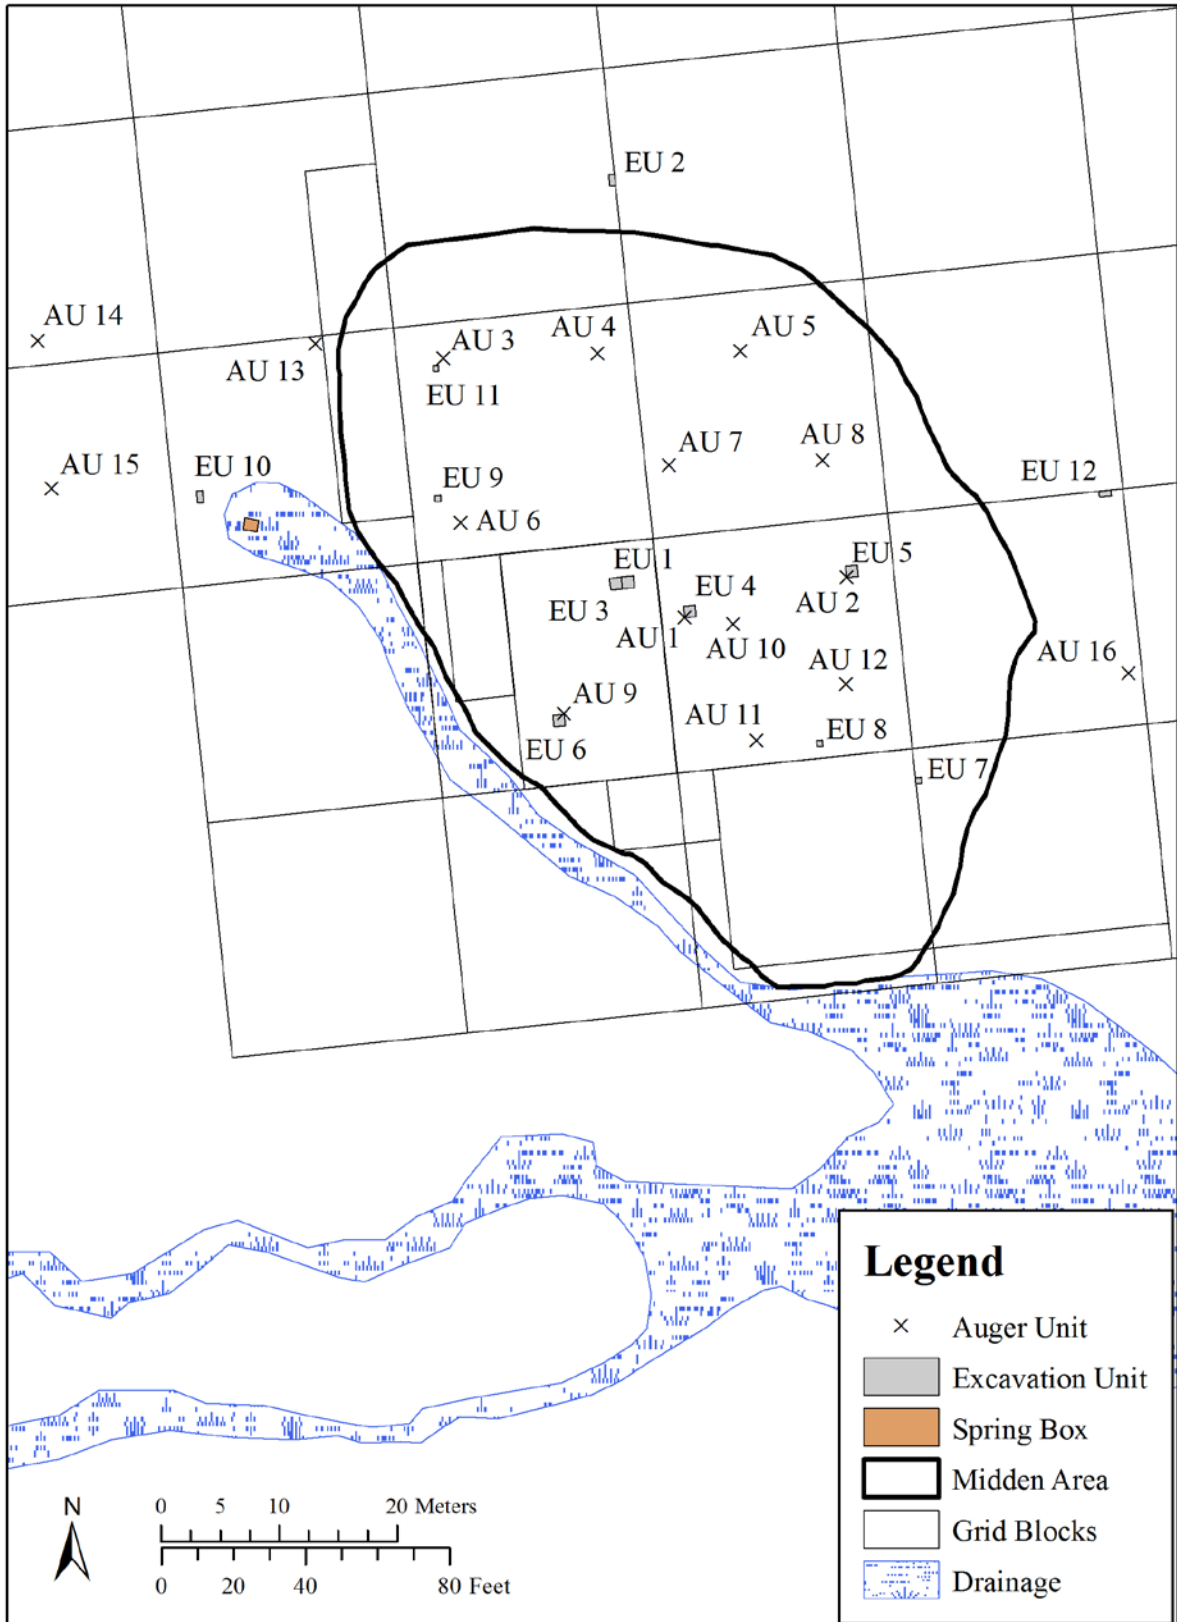 EU 2
AU 14
AU 13
AU 3
AU 4
AU 5
EU 11
AU 15
EU 10
EU 9
AU 6
AU 7
AU 8
EU 12
EU 1
EU 3
EU 4
AU 1
AU 10
EU 5
AU 2
AU 12
AU 16
AU 9
EU 6
AU 11
EU 8
EU 7
Legend
Auger Unit
Excavation Unit
Spring Box
Midden Area
Grid Blocks
Drainage
N
0 5 10 20 Meters
0 20 40 80 Feet